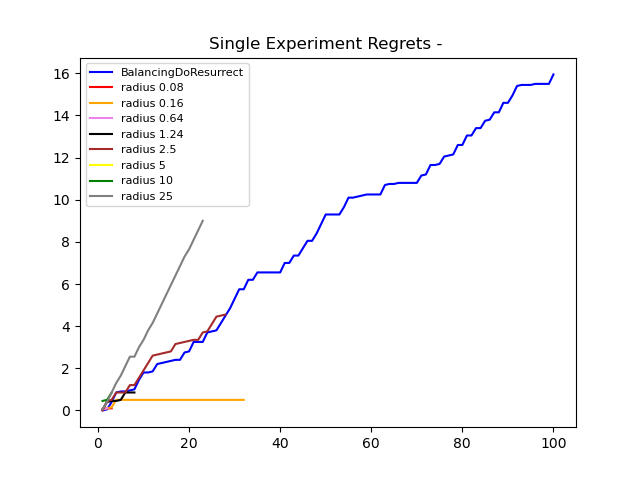 Single Experiment Regrets -
16
14
12
10
8
6
4
2
0
BalancingDoResurrect
radius 0.08
radius 0.16
radius 0.64
radius 1.24
radius 2.5
radius 5
radius 10
radius 25
0 20 40 60 80 100